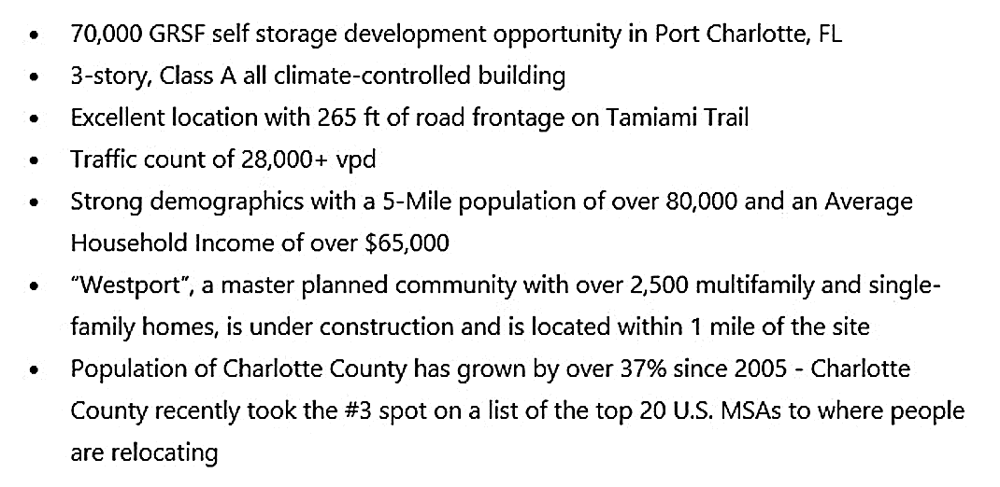 • 70,000 GRSF self storage development opportunity in Port Charlotte, FL
• 3-story, Class A all climate-controlled building
• Excellent location with 265 ft of road frontage on Tamiami Trail
• Traffic count of 28,000+ vpd
• Strong demographics with a 5-Mile population of over 80,000 and an Average
Household Income of over $65,000
• “Westport”, a master planned community with over 2,500 multifamily and single-
family homes, is under construction and is located within 1 mile of the site
• Population of Charlotte County has grown by over 37% since 2005 - Charlotte
County recently took the #3 spot on a list of the top 20 U.S. MSAs to where people
are relocating